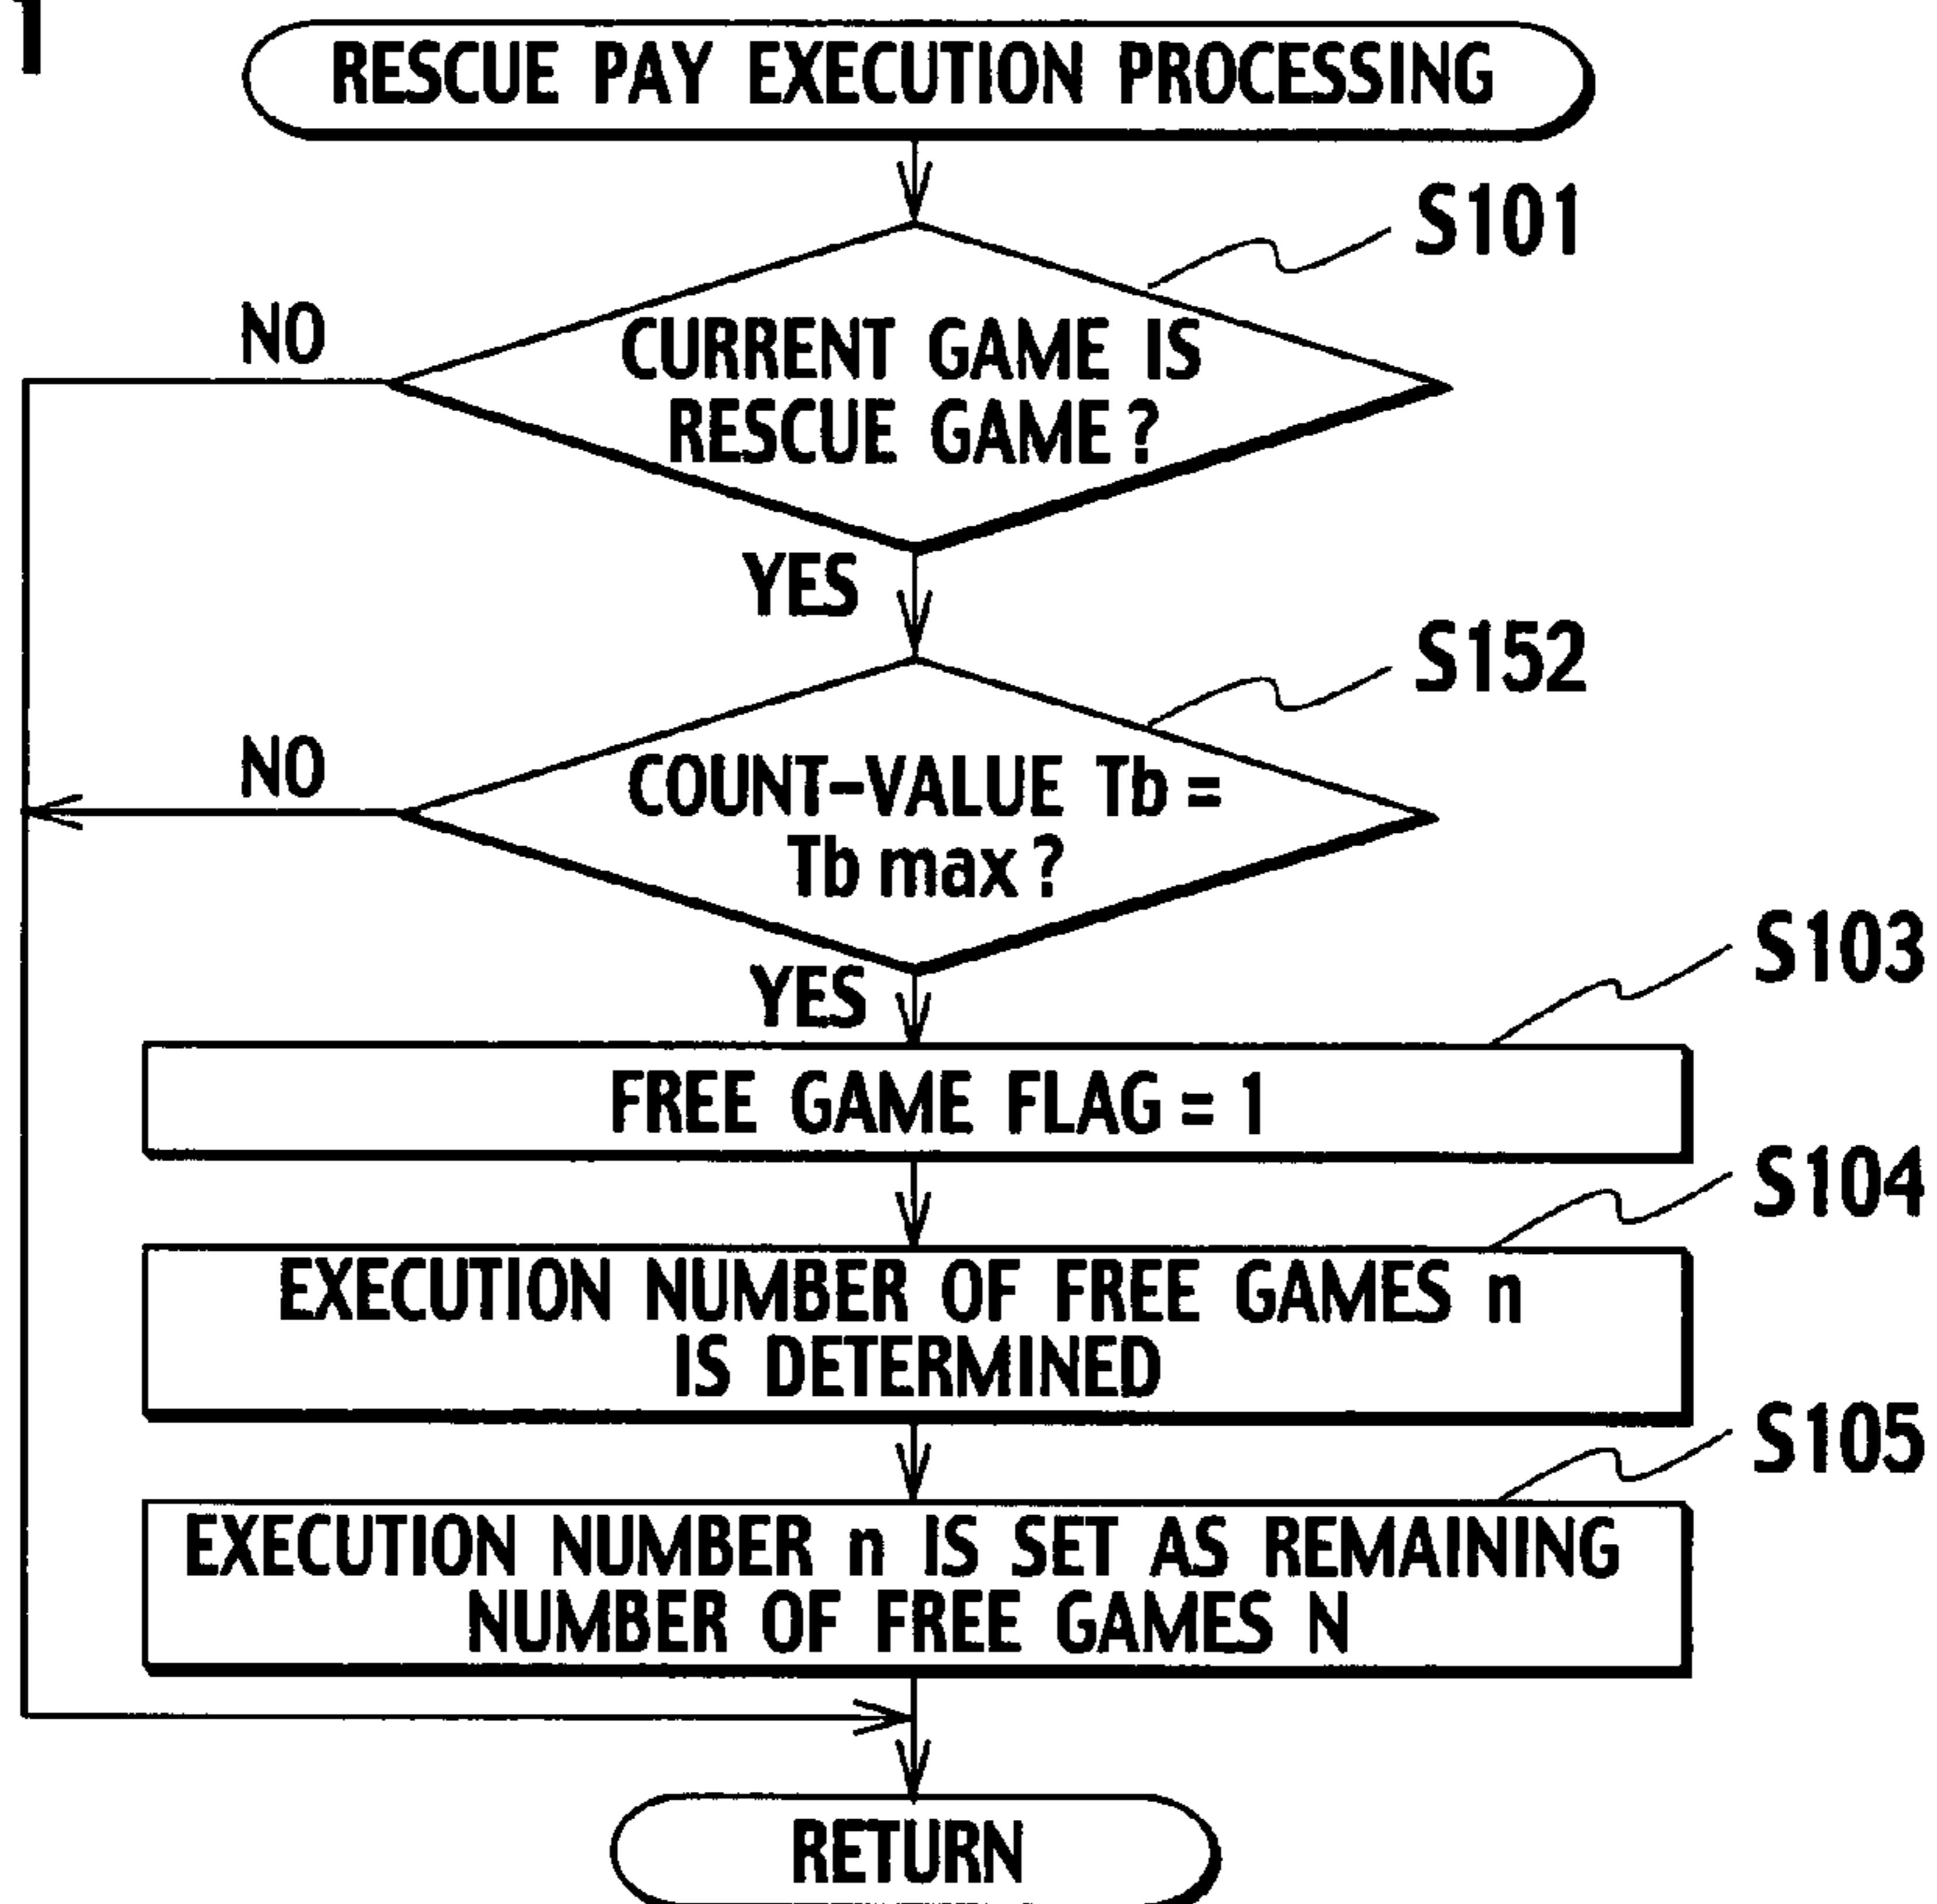 1
RESCUE PAY EXECUTION PROCESSING
S101
NO
CURRENT GAME IS
RESCUE GAME?
YES
S152
NO
COUNT-VALUE Tb =
Tb max?
YES
S103
FREE GAME FLAG = 1
S104
EXECUTION NUMBER OF FREE GAMES n
IS DETERMINED
S105
EXECUTION NUMBER n IS SET AS REMAINING
NUMBER OF FREE GAMES N
RETURN